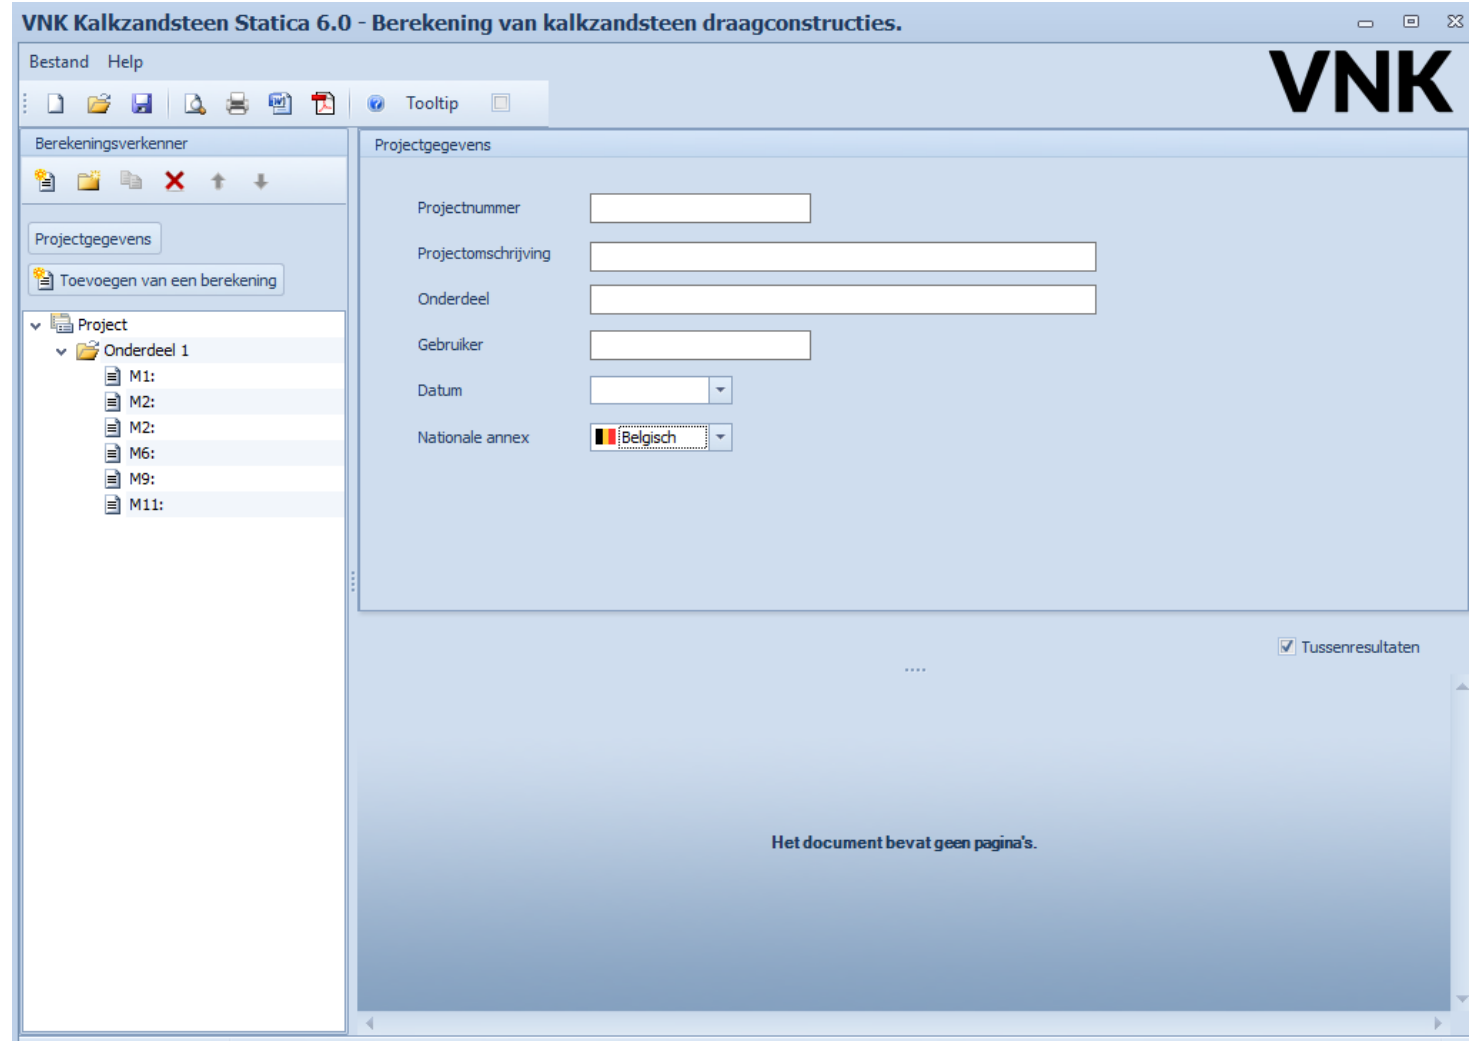 VNK Kalkzandsteen Statica 6.0 - Berekening van kalkzandsteen draagconstructies.
Bestand Help
VNK
Tooltip
Berekeningsverkenner
Projectgegevens
Toevoegen van een berekening
Project
Onderdeel 1
M1:
M2:
M2:
M6:
M9:
M11:
Projectgegevens
Projectnummer
Projectomschrijving
Onderdeel
Gebruiker
Datum
Nationale annex Belgisch
Tussenresultaten
Het document bevat geen pagina's.